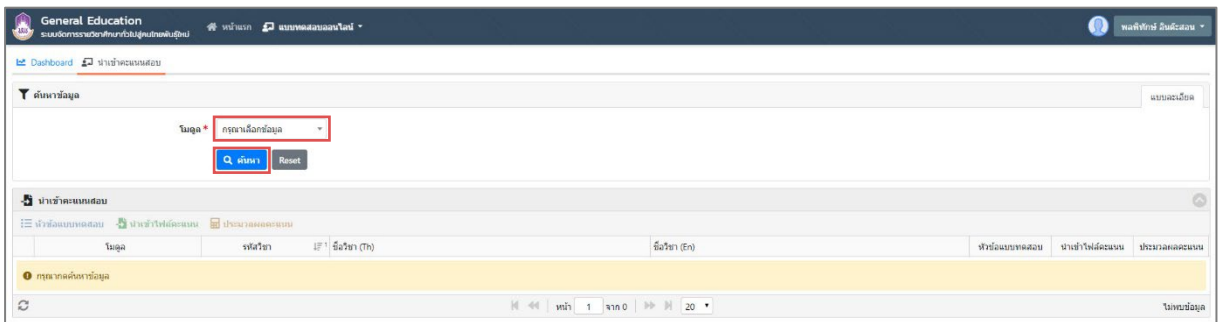 General Education
ระบบจัดการรายวิชาศึกษาทั่วไปสู่คนไทยพันธุ์ใหม่
หน้าแรก แบบทดสอบออนไลน์
พลพิทักษ์ อินต๊ะสอน
Dashboard นำเข้าคะแนนสอบ
ค้นหาข้อมูล
แบบละเอียด
โมดูล * กรุณาเลือกข้อมูล
ค้นหา Reset
นำเข้าคะแนนสอบ
หัวข้อแบบทดสอบ นำเข้าไฟล์คะแนน ประมวลผลคะแนน
โมดูล รหัสวิชา ชื่อวิชา (Th) ชื่อวิชา (En) หัวข้อแบบทดสอบ นำเข้าไฟล์คะแนน ประมวลผลคะแนน
กรุณากดค้นหาข้อมูล
หน้า 1 จาก 0 20 ไม่พบข้อมูล